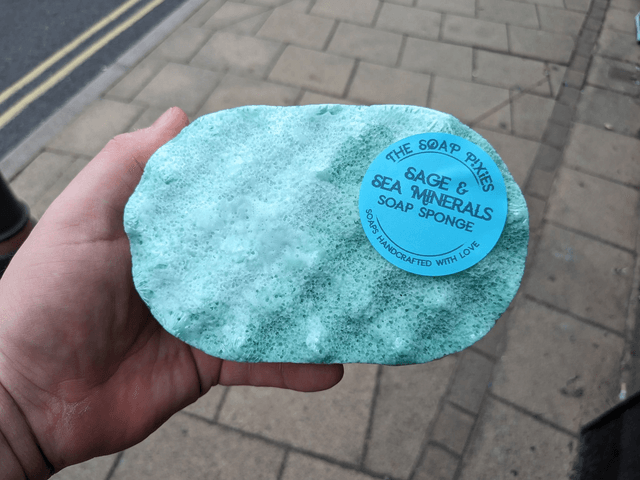 THE SOAP PIXIES
SAGE &
SEA MINERALS
SOAP SPONGE
SOAPS HANDCRAFTED WITH LOVE